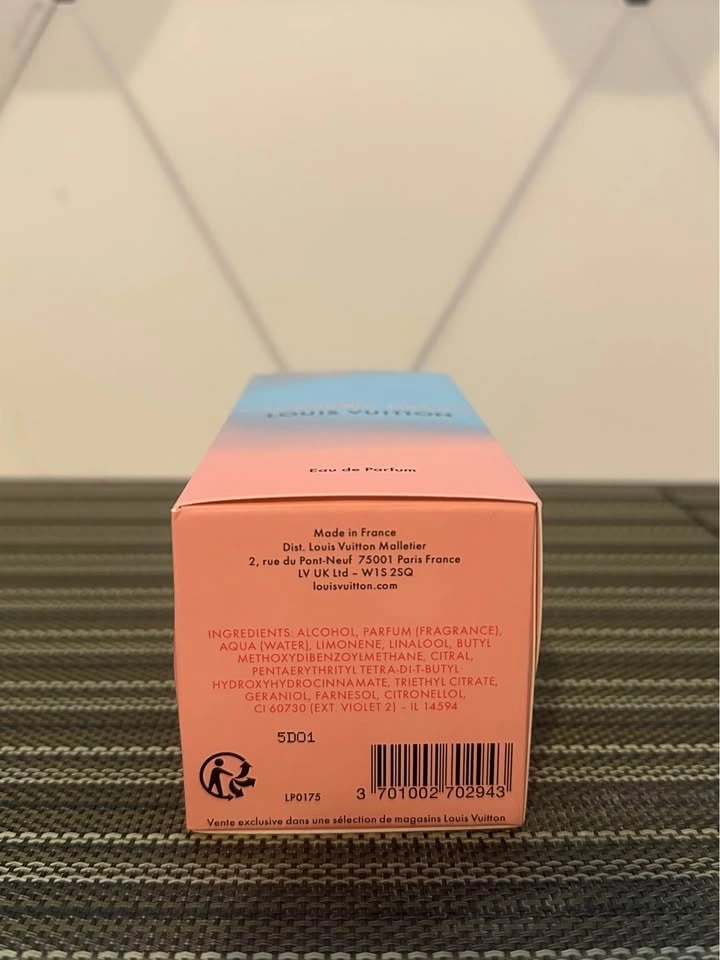 LOUIS VUITTON
Eau de Parfum
Made in France
Dist. Louis Vuitton Malletier
2, rue du Pont-Neuf 75001 Paris France
LV UK Ltd – W1S 2SQ
louisvuitton.com
INGREDIENTS: ALCOHOL, PARFUM (FRAGRANCE),
AQUA (WATER), LIMONENE, LINALOOL, BUTYL
METHOXYDIBENZOYLMETHANE, CITRAL,
PENTAERYTHRITYL TETRA-DI-T-BUTYL
HYDROXYHYDROCINNAMATE, TRIETHYL CITRATE,
GERANIOL, FARNESOL, CITRONELLOL,
CI 60730 (EXT. VIOLET 2) – IL 14594
5D01
LP0175
3 701002 702943
Vente exclusive dans une sélection de magasins Louis Vuitton